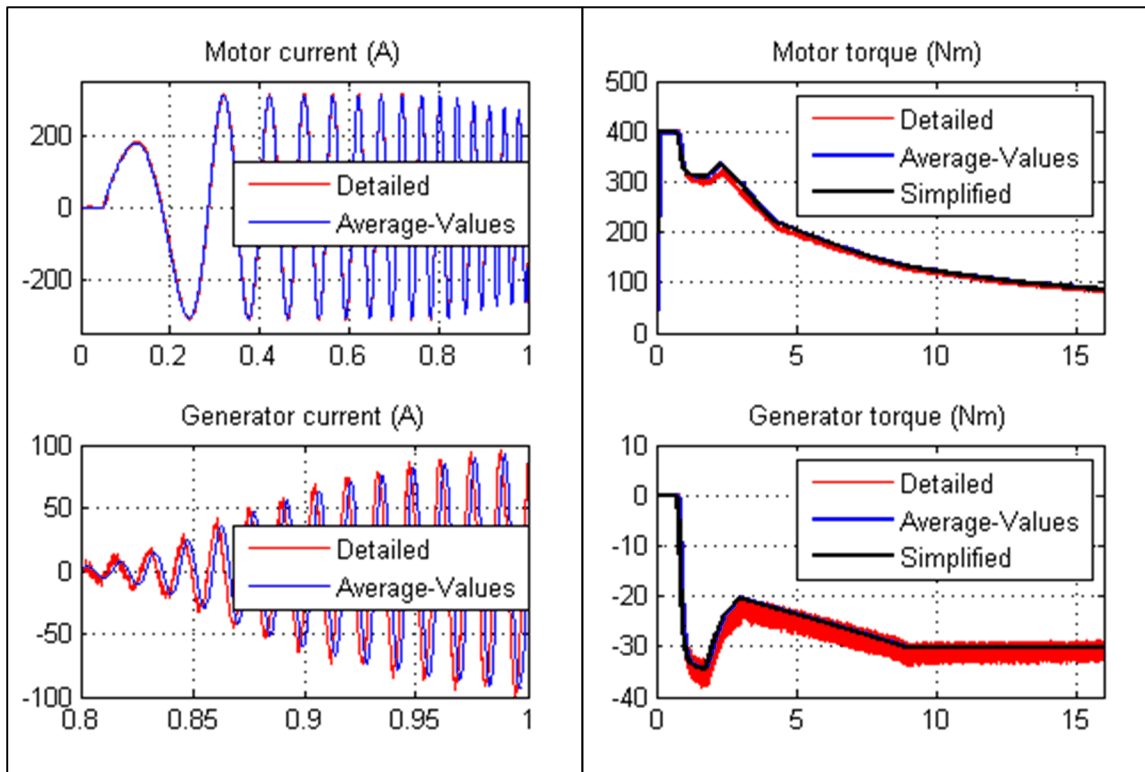 Motor current (A)
200
0
-200
Detailed
Average-Values
0 0.2 0.4 0.6 0.8 1
Motor torque (Nm)
500
400
300
200
100
0
Detailed
Average-Values
Simplified
0 5 10 15
Generator current (A)
100
50
0
-50
-100
Detailed
Average-Values
0.8 0.85 0.9 0.95 1
Generator torque (Nm)
10
0
-10
-20
-30
-40
Detailed
Average-Values
Simplified
0 5 10 15